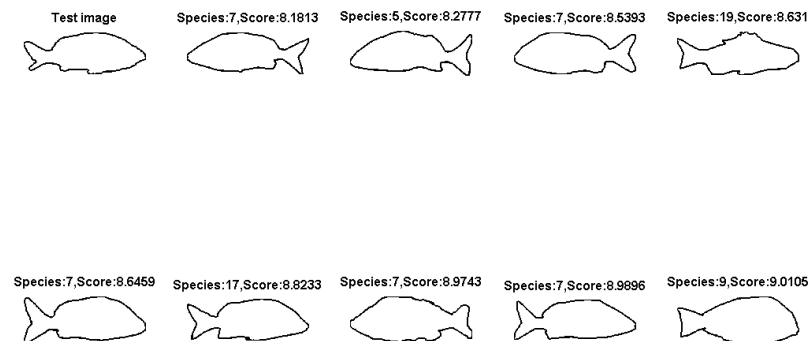 Test image
Species:7,Score:8.1813
Species:5,Score:8.2777
Species:7,Score:8.5393
Species:19,Score:8.631
Species:7,Score:8.6459
Species:17,Score:8.8233
Species:7,Score:8.9743
Species:7,Score:8.9896
Species:9,Score:9.0105